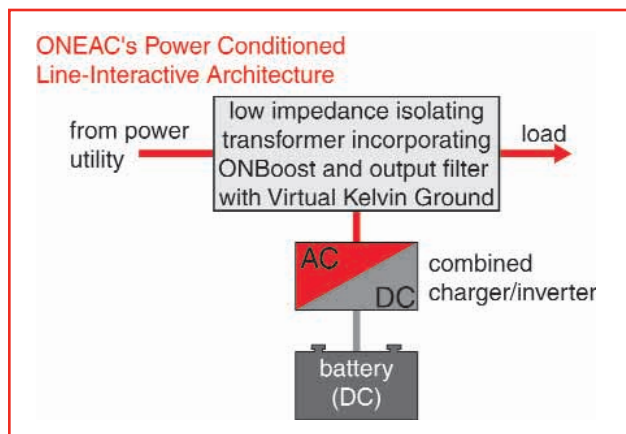 ONEAC's Power Conditioned
Line-Interactive Architecture
from power
utility
low impedance isolating
transformer incorporating
ONBoost and output filter
with Virtual Kelvin Ground
load
AC
DC
combined
charger/inverter
battery
(DC)